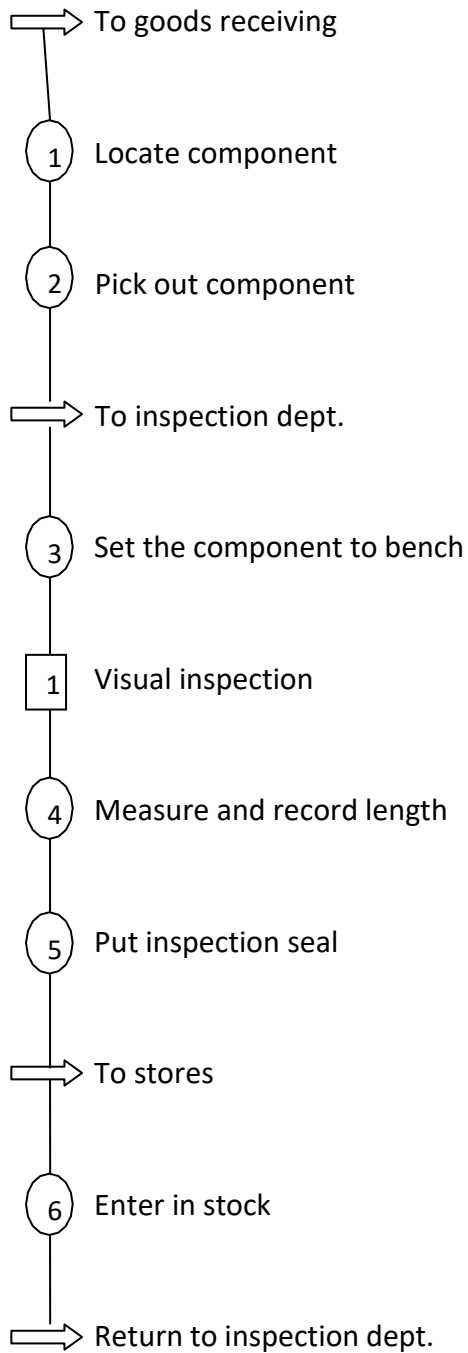 To goods receiving
1 Locate component
2 Pick out component
To inspection dept.
3 Set the component to bench
1 Visual inspection
4 Measure and record length
5 Put inspection seal
To stores
6 Enter in stock
Return to inspection dept.